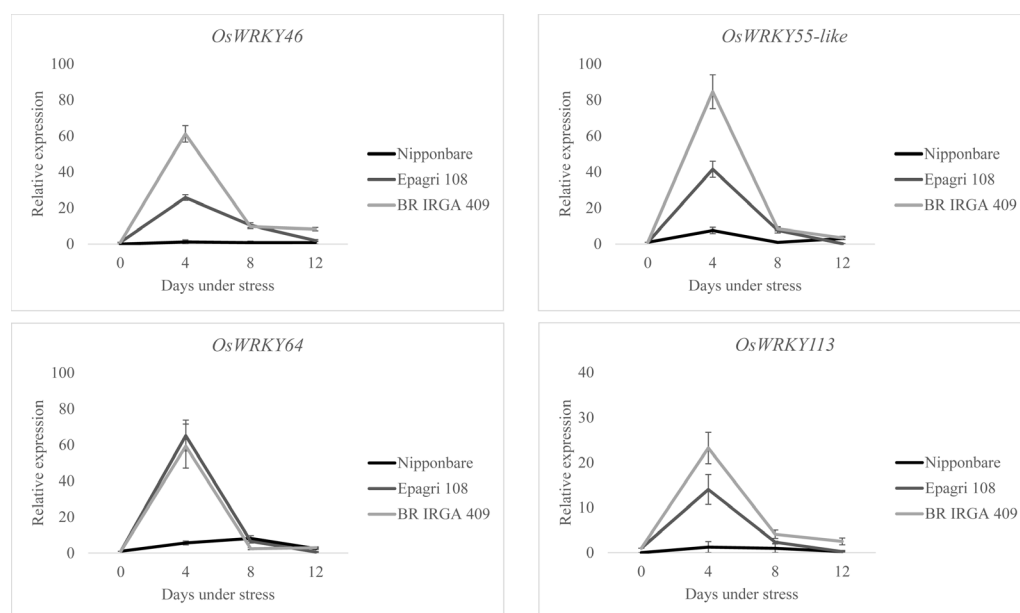 OsWRKY46
100
80
60
40
20
0
Relative expression
0 4 8 12
Days under stress
Nipponbare
Epagri 108
BR IRGA 409
OsWRKY55-like
100
80
60
40
20
0
Relative expression
0 4 8 12
Days under stress
Nipponbare
Epagri 108
BR IRGA 409
OsWRKY64
100
80
60
40
20
0
Relative expression
0 4 8 12
Days under stress
Nipponbare
Epagri 108
BR IRGA 409
OsWRKY113
40
30
20
10
0
Relative expression
0 4 8 12
Days under stress
Nipponbare
Epagri 108
BR IRGA 409